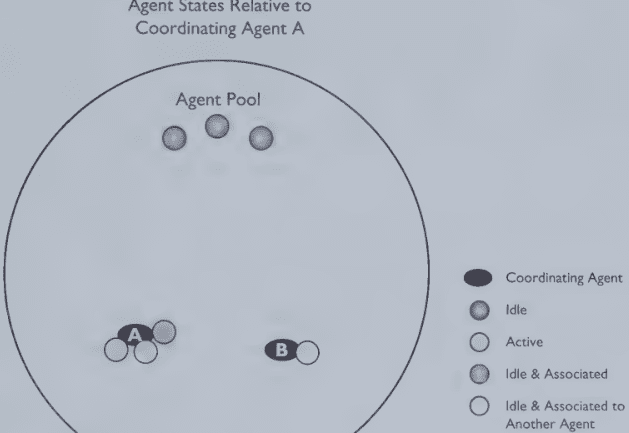 Agent States Relative to
Coordinating Agent A
Agent Pool
A
B
Coordinating Agent
Idle
Active
Idle & Associated
Idle & Associated to
Another Agent